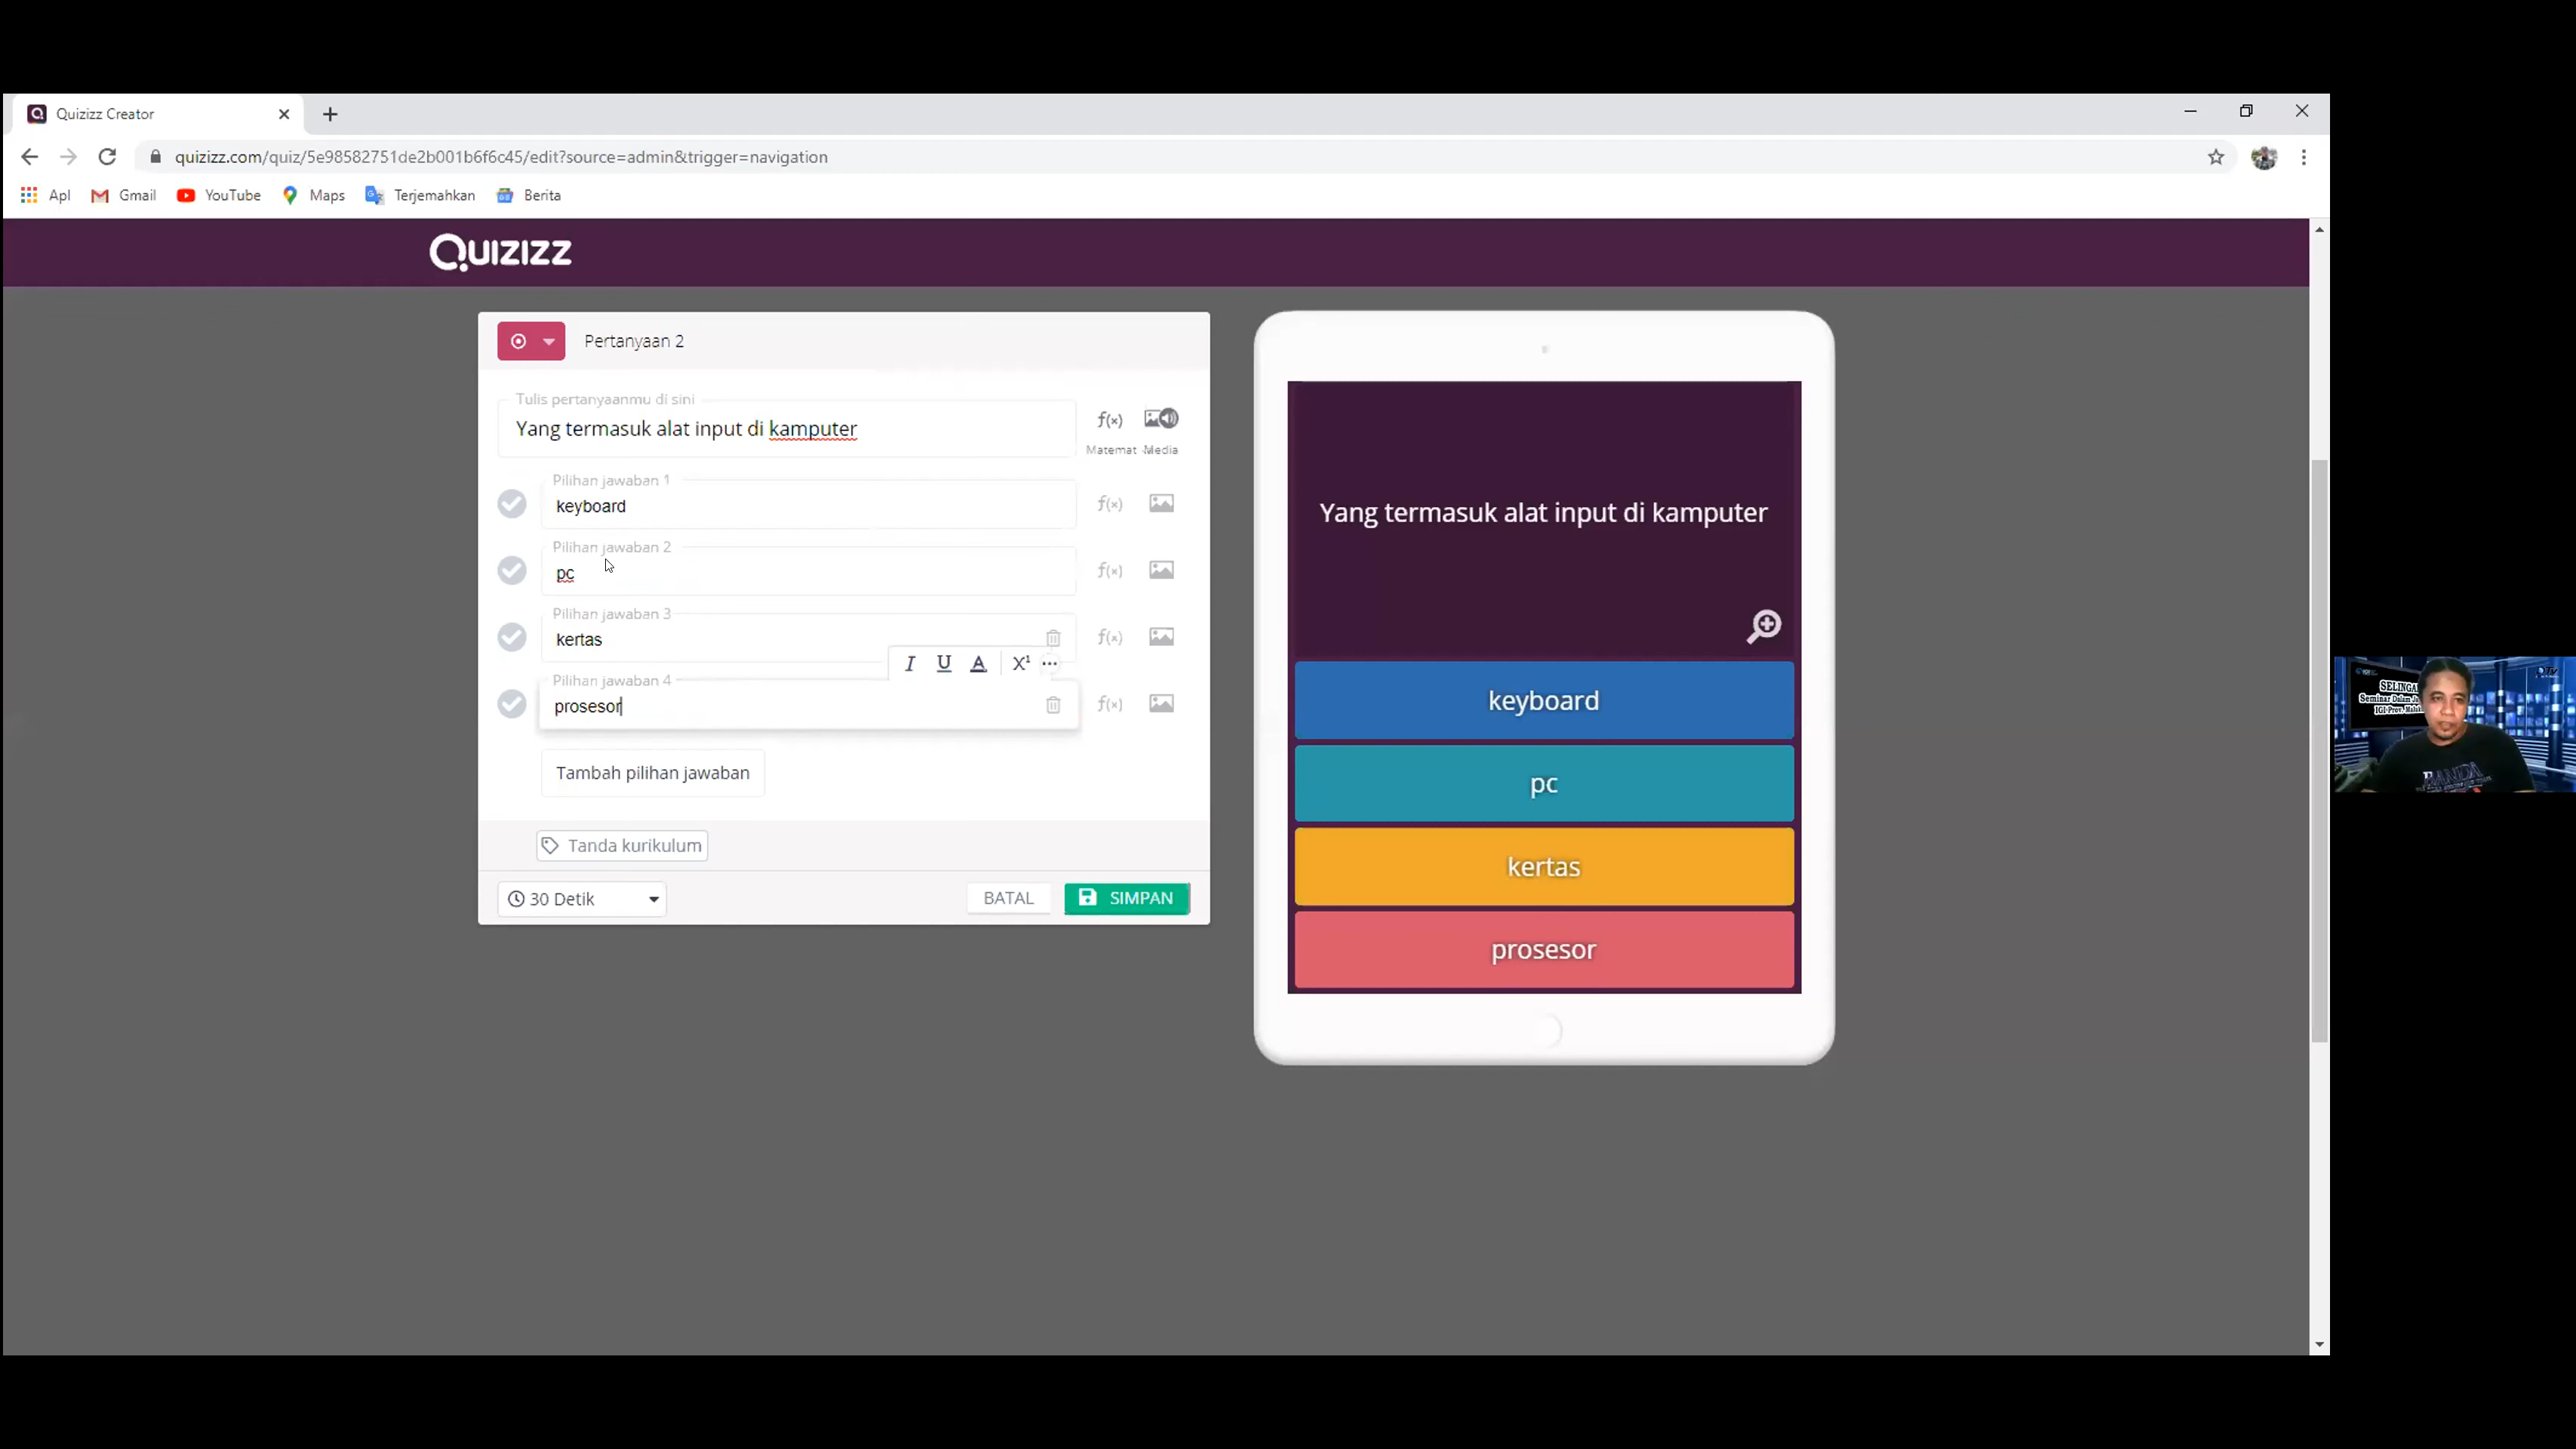 Quizizz Creator
quizizz.com/quiz/5e98582751de2b001b6f6c45/edit?source=admin&trigger=navigation
Apl Gmail YouTube Maps Terjemahkan Berita
QUIZIZZ
Pertanyaan 2
Tulis pertanyaanmu di sini
Yang termasuk alat input di kamputer
f(x)
Matemat Media
Pilihan jawaban 1
keyboard
f(x)
Pilihan jawaban 2
pc
f(x)
Pilihan jawaban 3
kertas
f(x)
I U A X¹ ...
Pilihan jawaban 4
prosesor
f(x)
Tambah pilihan jawaban
Tanda kurikulum
30 Detik
BATAL
SIMPAN
Yang termasuk alat input di kamputer
keyboard
pc
kertas
prosesor
BANDA